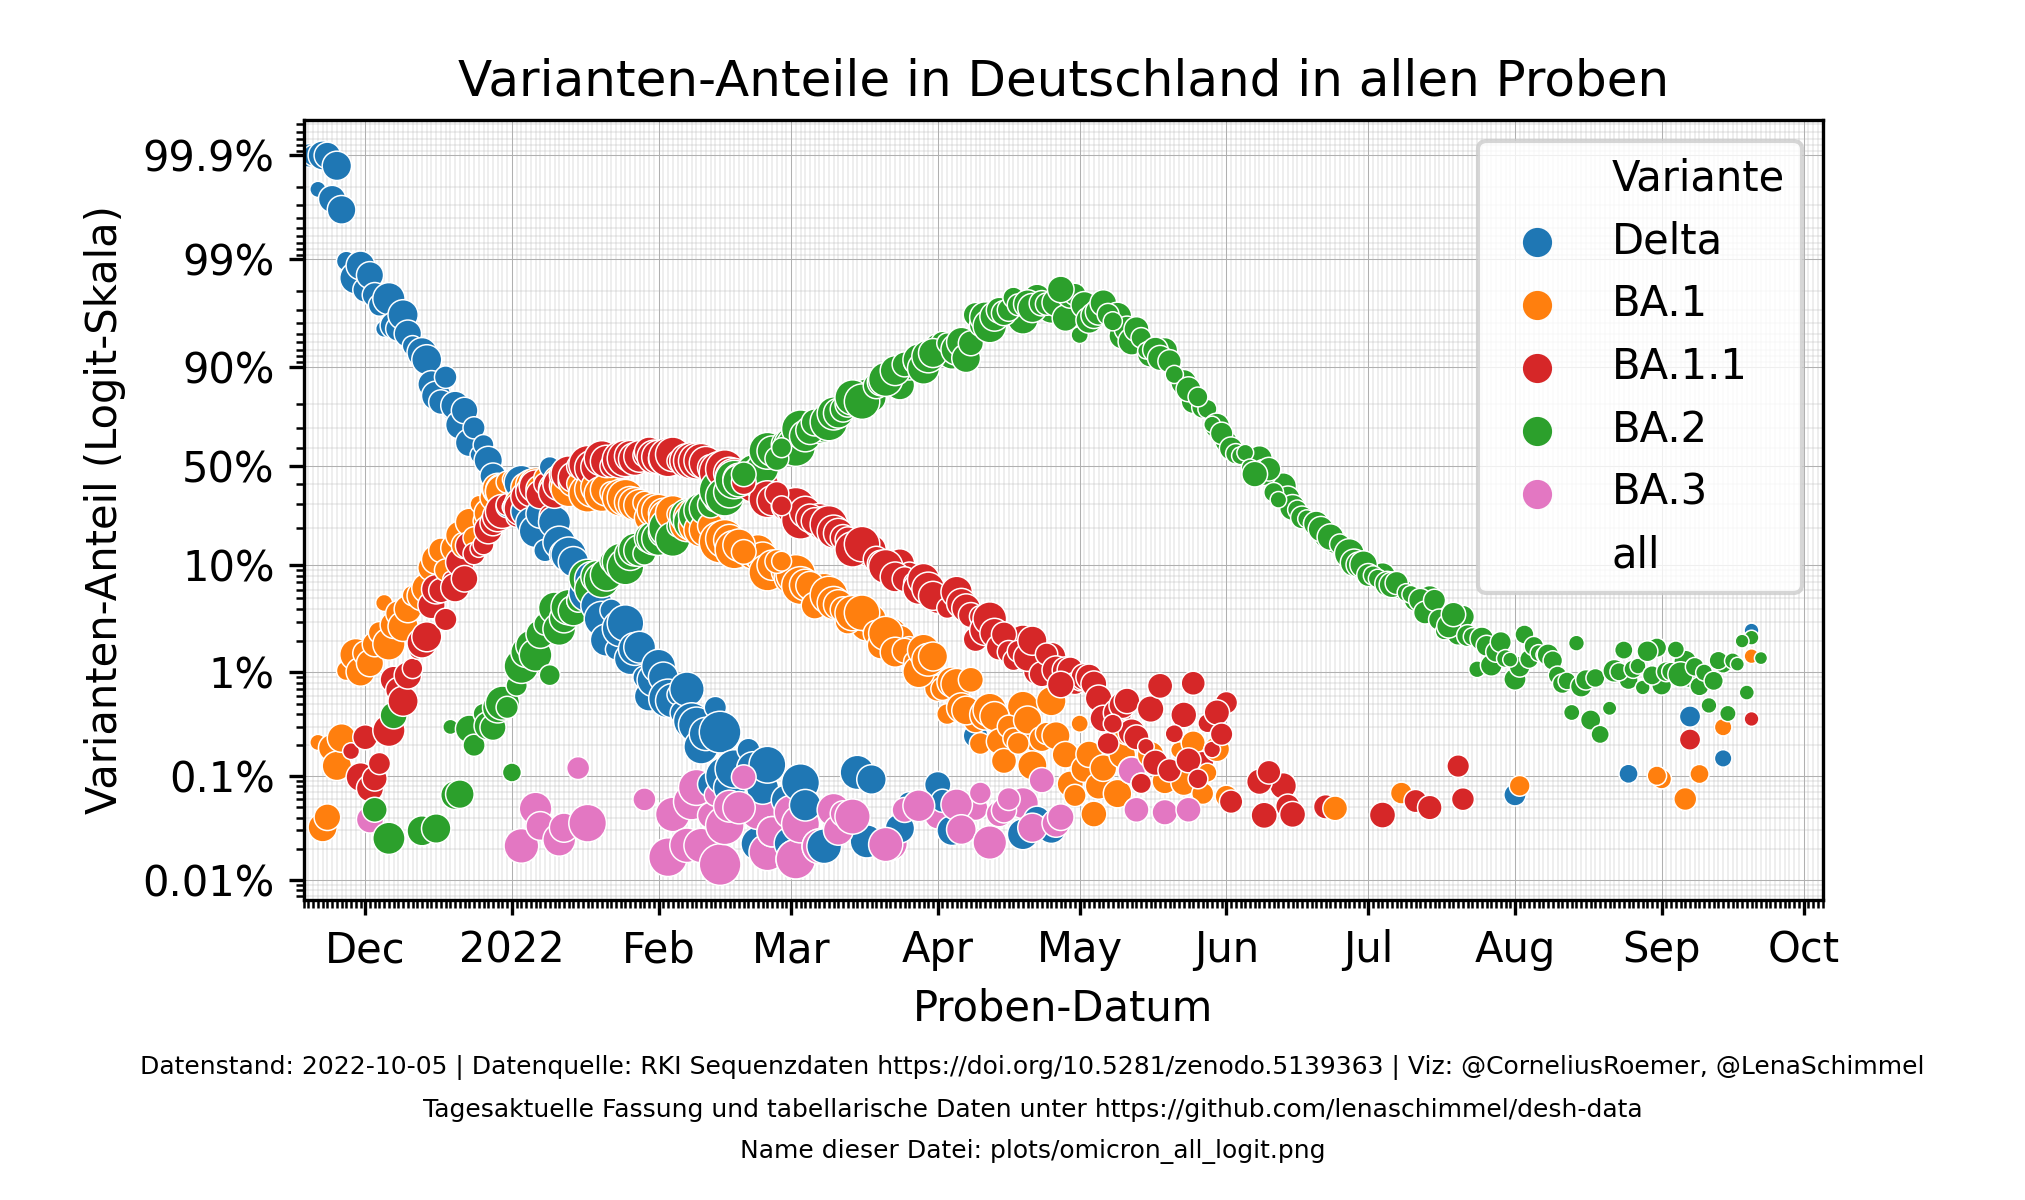 Varianten-Anteile in Deutschland in allen Proben
Varianten-Anteil (Logit-Skala)
99.9%
99%
90%
50%
10%
1%
0.1%
0.01%
Variante
Delta
BA.1
BA.1.1
BA.2
BA.3
all
Dec 2022 Feb Mar Apr May Jun Jul Aug Sep Oct
Proben-Datum
Datenstand: 2022-10-05 | Datenquelle: RKI Sequenzdaten https://doi.org/10.5281/zenodo.5139363 | Viz: @CorneliusRoemer, @LenaSchimmel
Tagesaktuelle Fassung und tabellarische Daten unter https://github.com/lenaschimmel/desh-data
Name dieser Datei: plots/omicron_all_logit.png